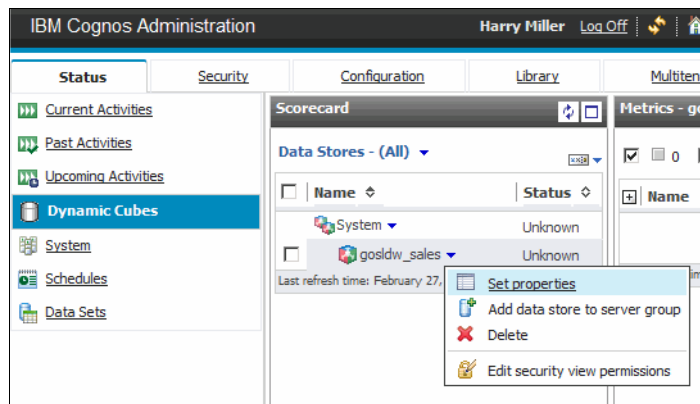 IBM Cognos Administration
Harry Miller Log Off
Status Security Configuration Library
Current Activities
Past Activities
Upcoming Activities
Dynamic Cubes
System
Schedules
Data Sets
Scorecard
Data Stores - (All)
Name Status
System Unknown
gosldw_sales Unknown
Last refresh time: February 27,
Set properties
Add data store to server group
Delete
Edit security view permissions
Metrics -
0
Name